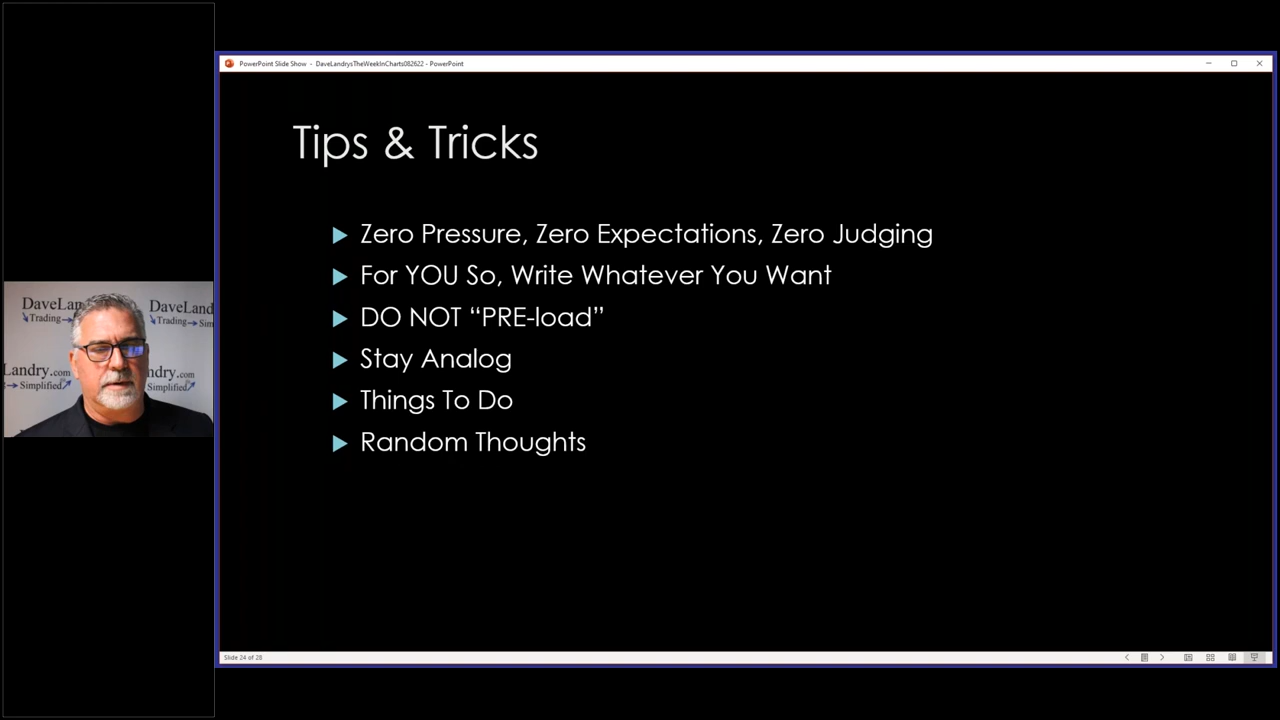 PowerPoint Slide Show - DaveLandrysTheWeekInCharts082622 - PowerPoint
Tips & Tricks
Zero Pressure, Zero Expectations, Zero Judging
For YOU So, Write Whatever You Want
DO NOT “PRE-load”
Stay Analog
Things To Do
Random Thoughts
DaveLan
DaveLand
Trading
Trading
Sim
Landry.com
ndry.com
Simplified
Simplified
Slide 24 of 28